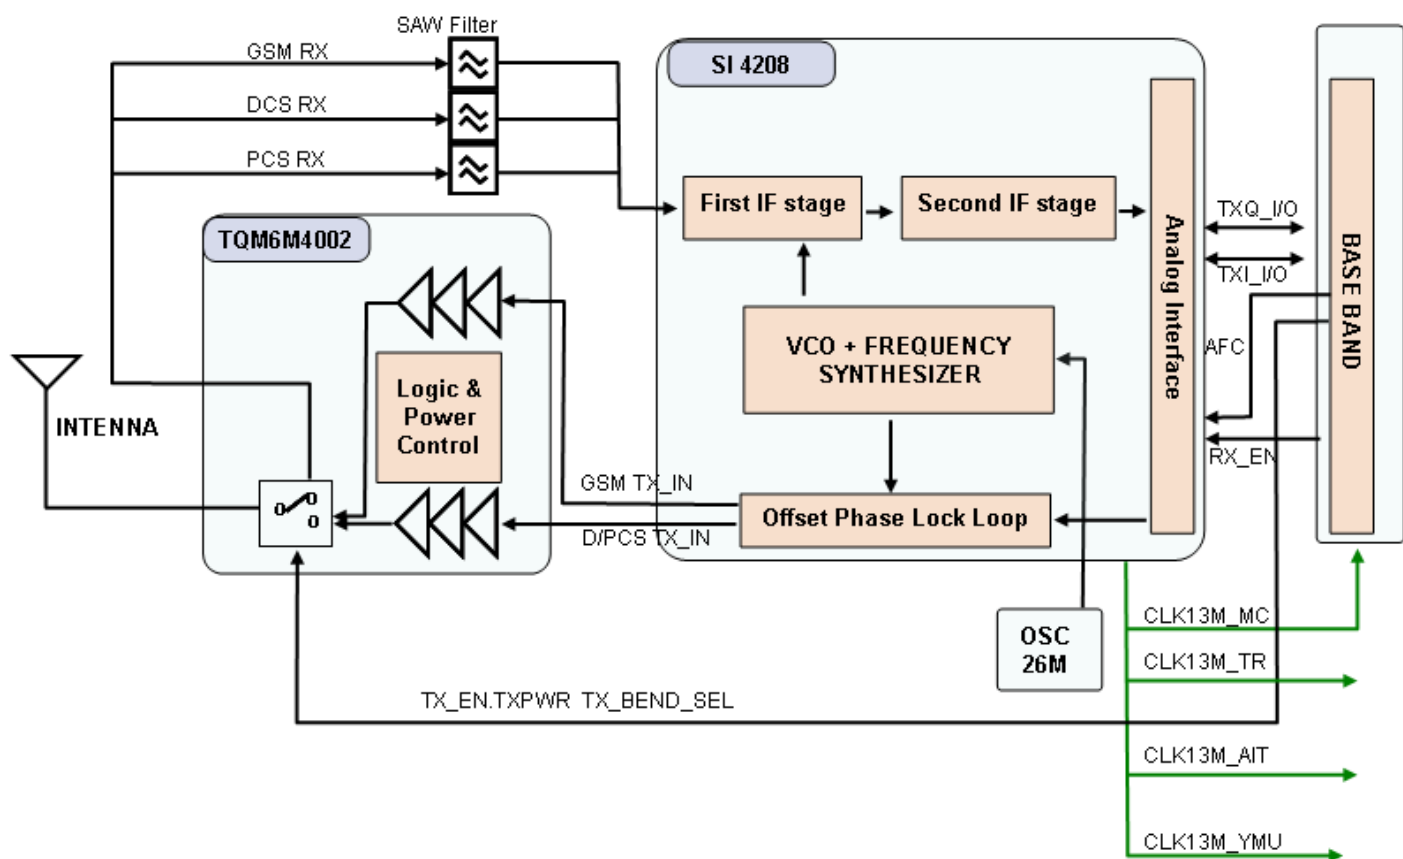 SAW Filter
GSM RX
DCS RX
PCS RX
SI 4208
First IF stage
Second IF stage
Analog Interface
TXQ_I/O
TXI_I/O
BASE BAND
TQM6M4002
VCO + FREQUENCY
SYNTHESIZER
AFC
Logic &
Power
Control
INTENNA
RX_EN
GSM TX_IN
Offset Phase Lock Loop
D/PCS TX_IN
OSC
26M
CLK13M_MC
CLK13M_TR
TX_EN.TXPWR TX_BEND_SEL
CLK13M_AIT
CLK13M_YMU